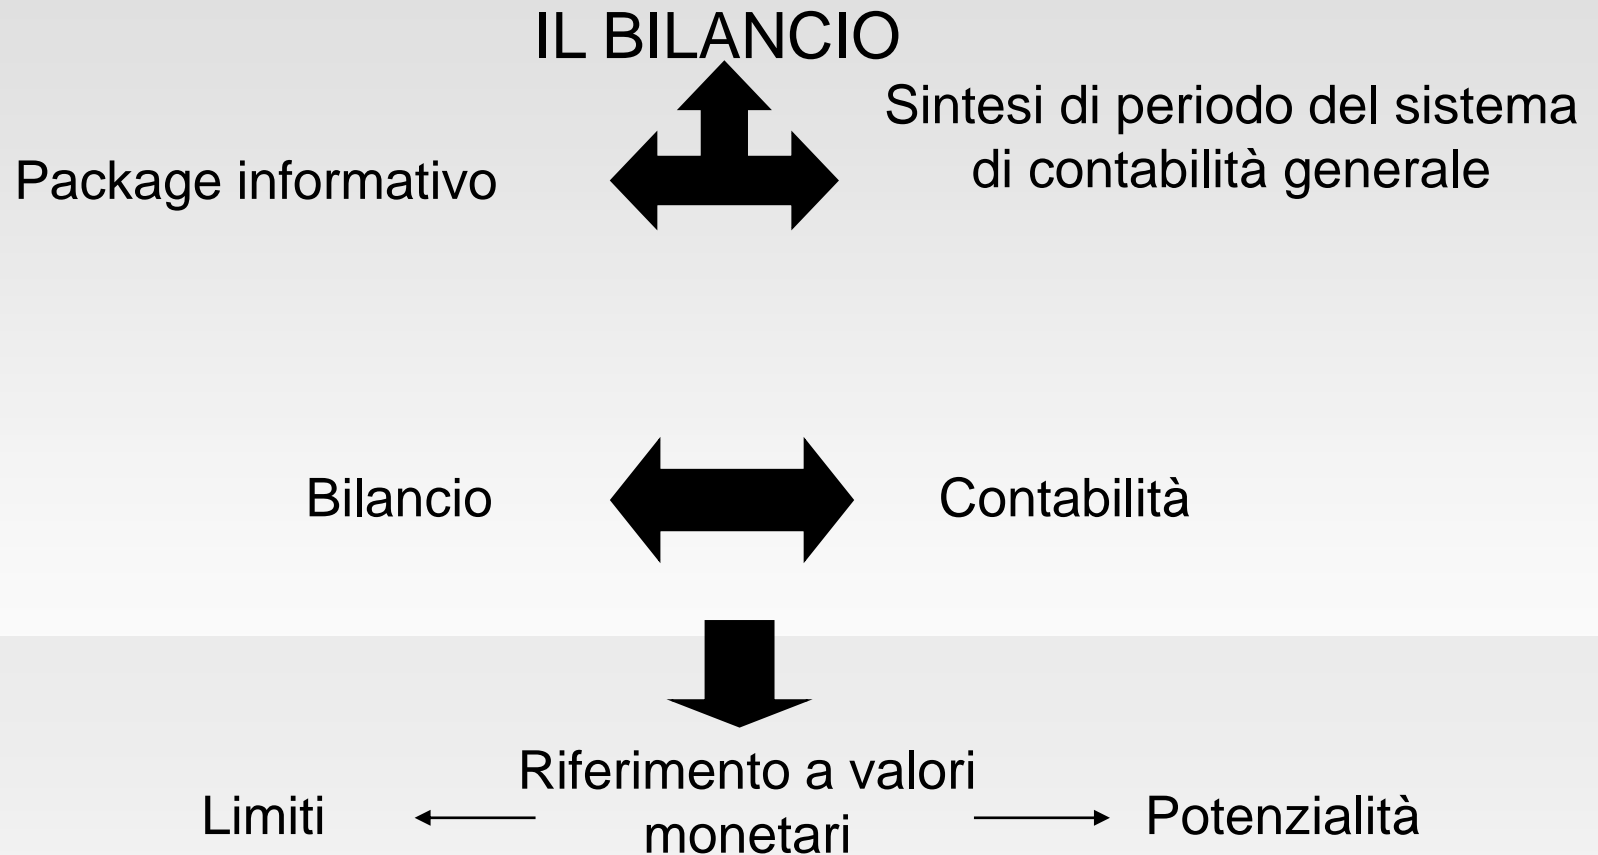 IL BILANCIO
Package informativo
Sintesi di periodo del sistema
di contabilità generale
Bilancio
Contabilità
Limiti
Riferimento a valori
monetari
Potenzialità